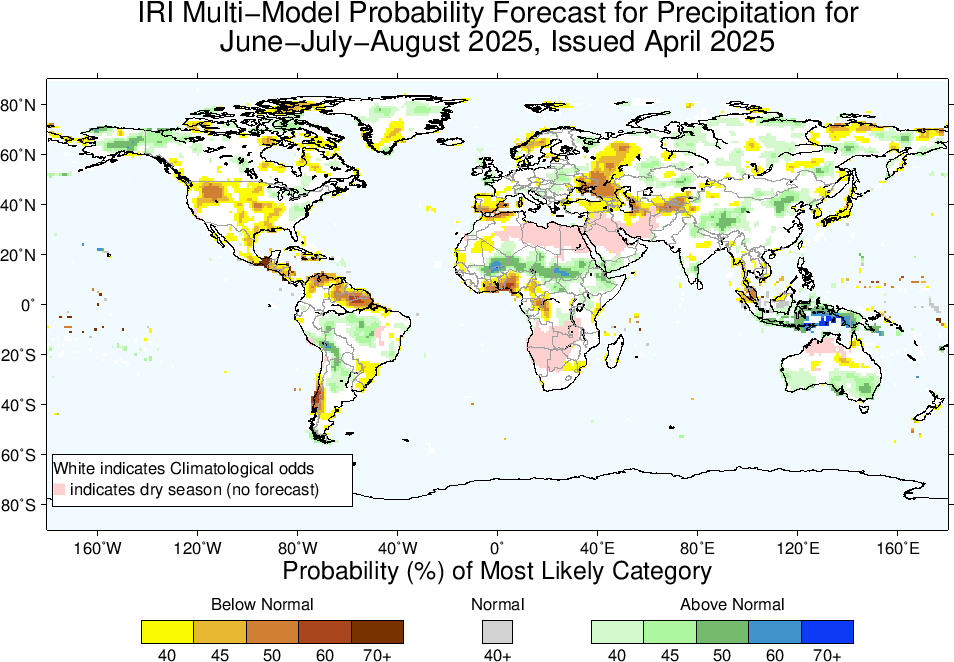 IRI Multi−Model Probability Forecast for Precipitation for
June−July−August 2025, Issued April 2025
80˚N
60˚N
40˚N
20˚N
0˚
20˚S
40˚S
60˚S
80˚S
White indicates Climatological odds
indicates dry season (no forecast)
160˚W 120˚W 80˚W 40˚W 0˚ 40˚E 80˚E 120˚E 160˚E
Probability (%) of Most Likely Category
Below Normal Normal Above Normal
40 45 50 60 70+ 40+ 40 45 50 60 70+